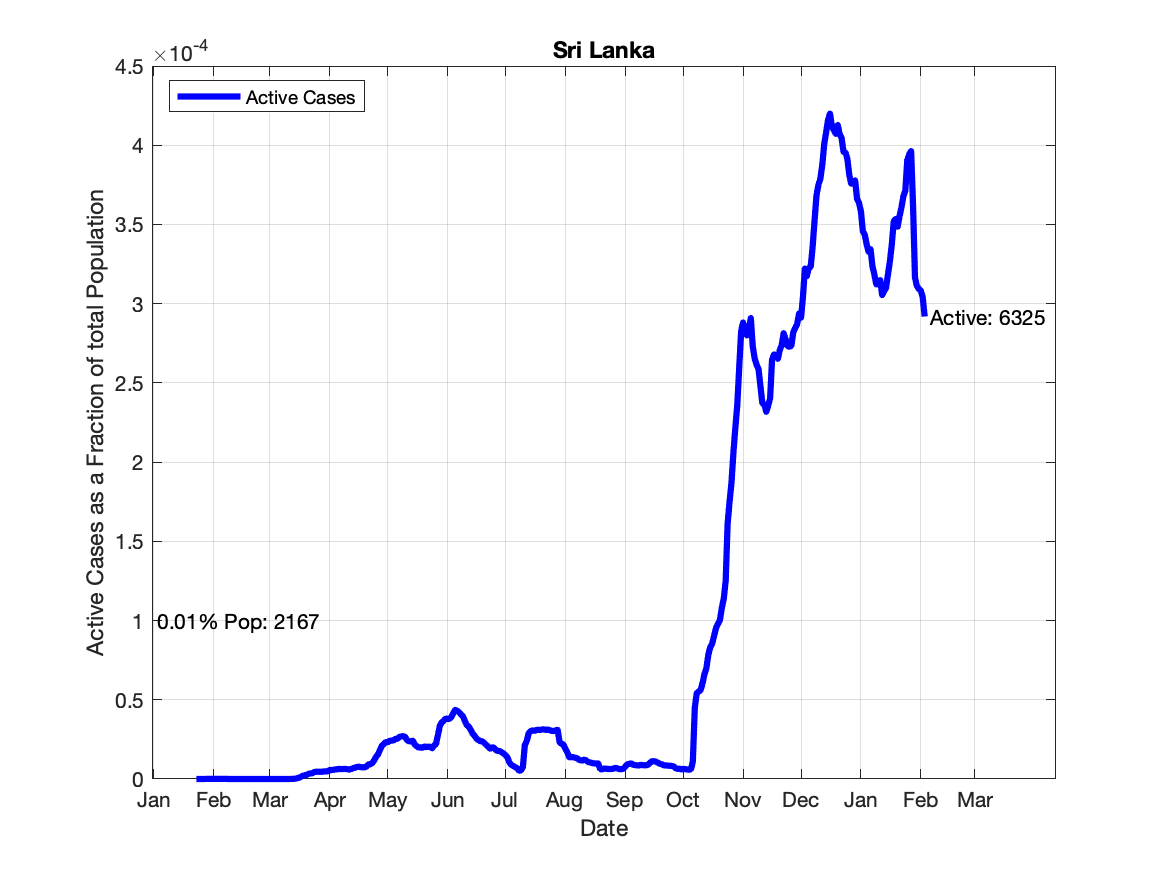 Sri Lanka
×10-4
4.5
4
3.5
3
2.5
2
1.5
1
0.5
0
Active Cases as a Fraction of total Population
Active Cases
0.01% Pop: 2167
Active: 6325
Jan Feb Mar Apr May Jun Jul Aug Sep Oct Nov Dec Jan Feb Mar
Date